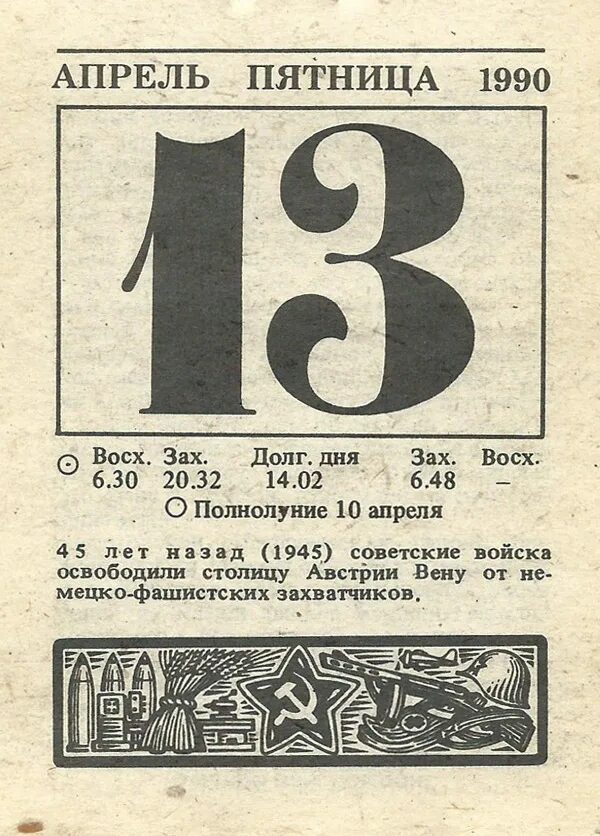 АПРЕЛЬ ПЯТНИЦА 1990
13
Восх. Зах. Долг. дня Зах. Восх.
6.30 20.32 14.02 6.48 –
Полнолуние 10 апреля
45 лет назад (1945) советские войска
освободили столицу Австрии Вену от не-
мецко-фашистских захватчиков.